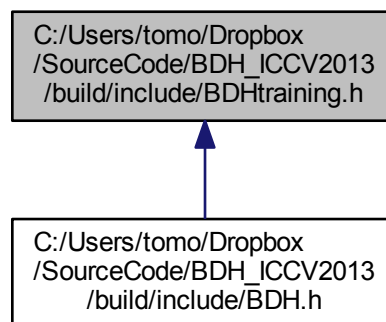 C:/Users/tomo/Dropbox
/SourceCode/BDH_ICCV2013
/build/include/BDHtraining.h
C:/Users/tomo/Dropbox
/SourceCode/BDH_ICCV2013
/build/include/BDH.h